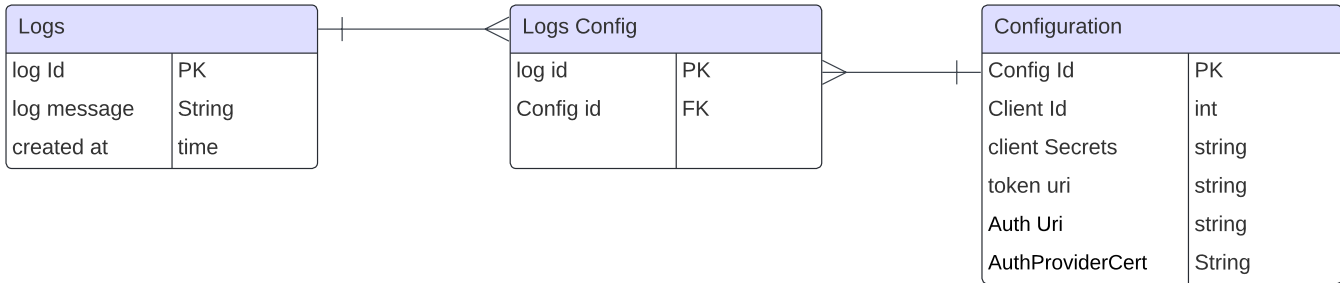 Logs
log Id PK
log message String
created at time
Logs Config
log id PK
Config id FK
Configuration
Config Id PK
Client Id int
client Secrets string
token uri string
Auth Uri string
AuthProviderCert String